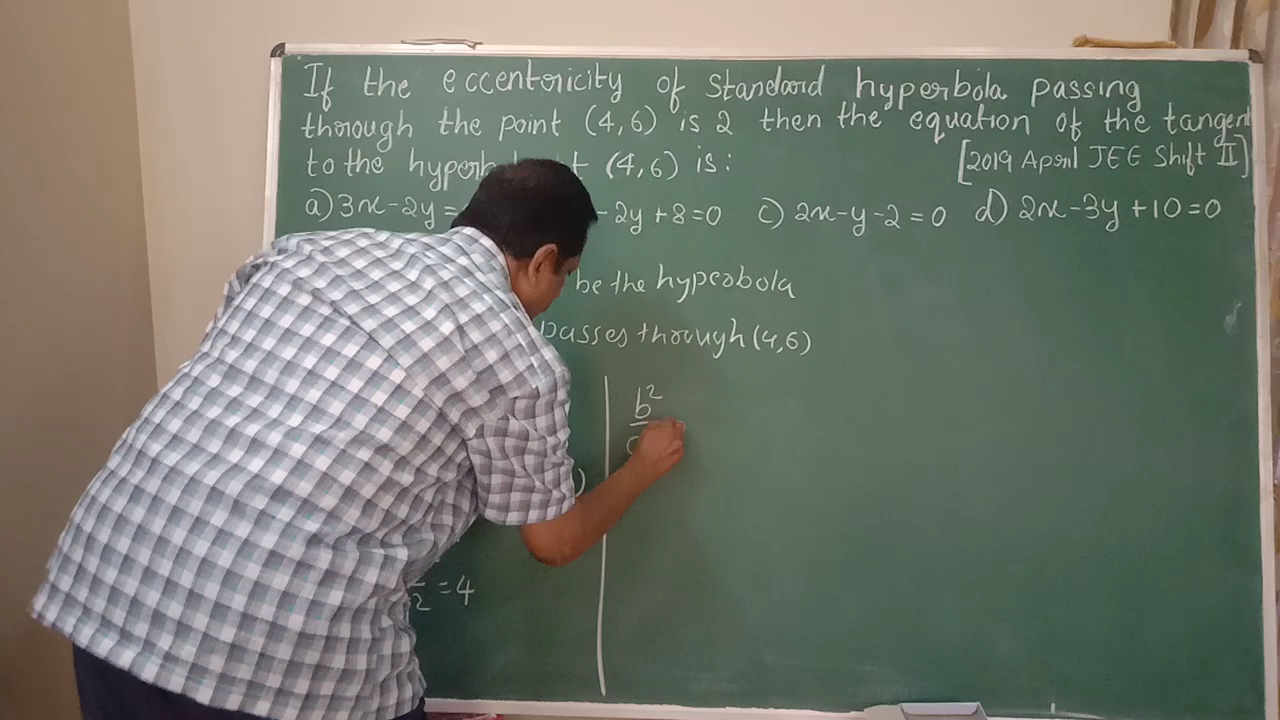 If the eccentricity of standard hyperbola passing
through the point (4,6) is 2 then the equation of the tangent
to the (4,6) is:
[2019 April JEE Shift II]
a) 3x-2y= -2y+8=0 c) 2x-y-2=0 d) 2x-3y+10=0
be the hyperbola
passes through (4,6)
b²
)
=4